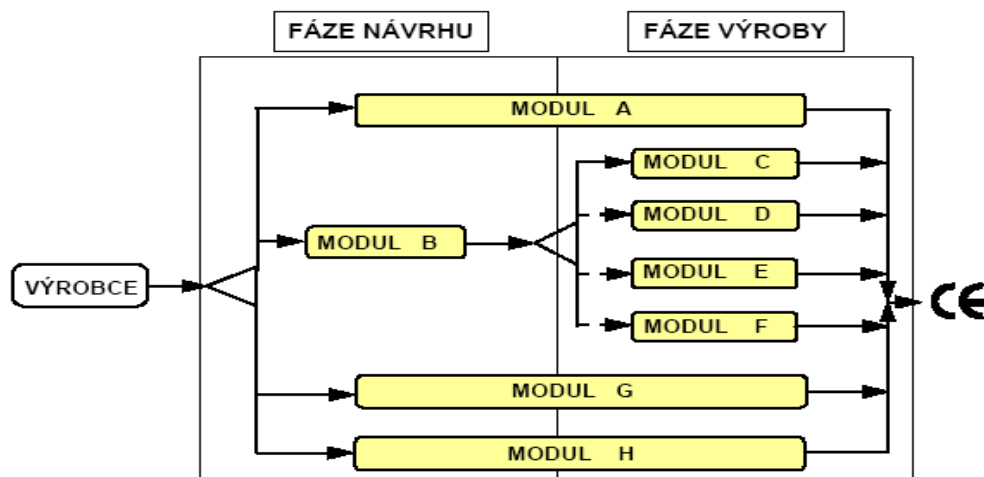 FÁZE NÁVRHU
FÁZE VÝROBY
MODUL A
MODUL C
MODUL D
MODUL B
MODUL E
VÝROBCE
CE
MODUL F
MODUL G
MODUL H